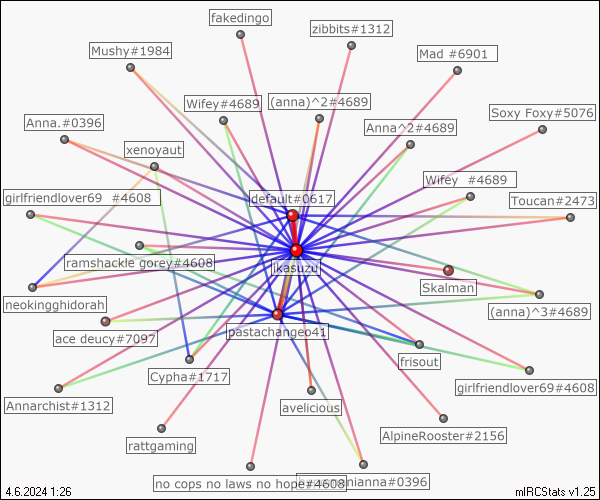 fakedingo
zibbits#1312
Mushy#1984
Mad #6901
Wifey#4689
(anna)^2#4689
Soxy Foxy#5076
Anna.#0396
Anna^2#4689
xenoyaut
Wifey #4689
girlfriendlover69 #4608
default#0617
Toucan#2473
ramshackle gorey#4608
jkasuzu
Skalman
neokingghidorah
(anna)^3#4689
pastachange41
ace deucy#7097
frisout
Cypha#1717
girlfriendlover69#4608
Annarchist#1312
avelicious
AlpineRooster#2156
rattgaming
no cops no laws no hope#4608
nianna#0396
4.6.2024 1:26
mIRCStats v1.25